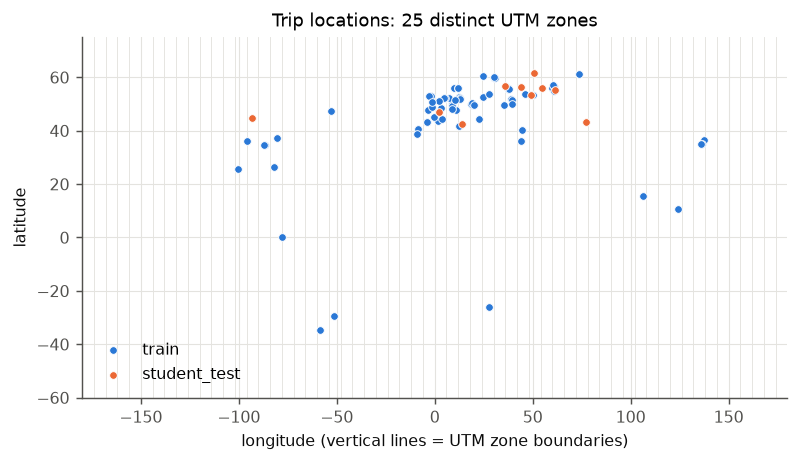 Trip locations: 25 distinct UTM zones
latitude
60
40
20
0
−20
−40
−60
train
student_test
−150
−100
−50
0
50
100
150
longitude (vertical lines = UTM zone boundaries)